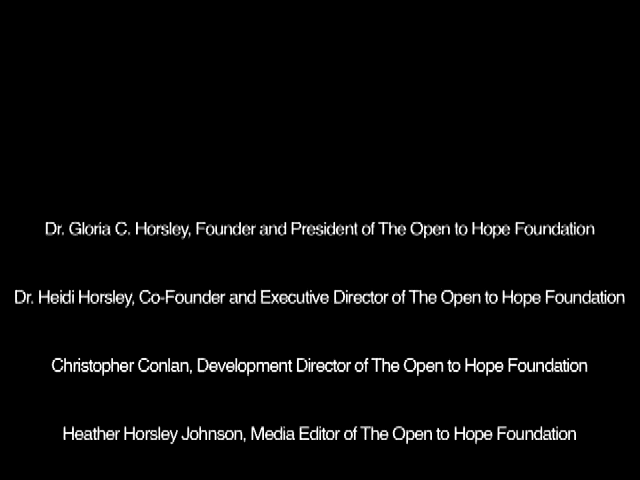 Dr. Gloria C. Horsley, Founder and President of The Open to Hope Foundation
Dr. Heidi Horsley, Co-Founder and Executive Director of The Open to Hope Foundation
Christopher Conlan, Development Director of The Open to Hope Foundation
Heather Horsley Johnson, Media Editor of The Open to Hope Foundation